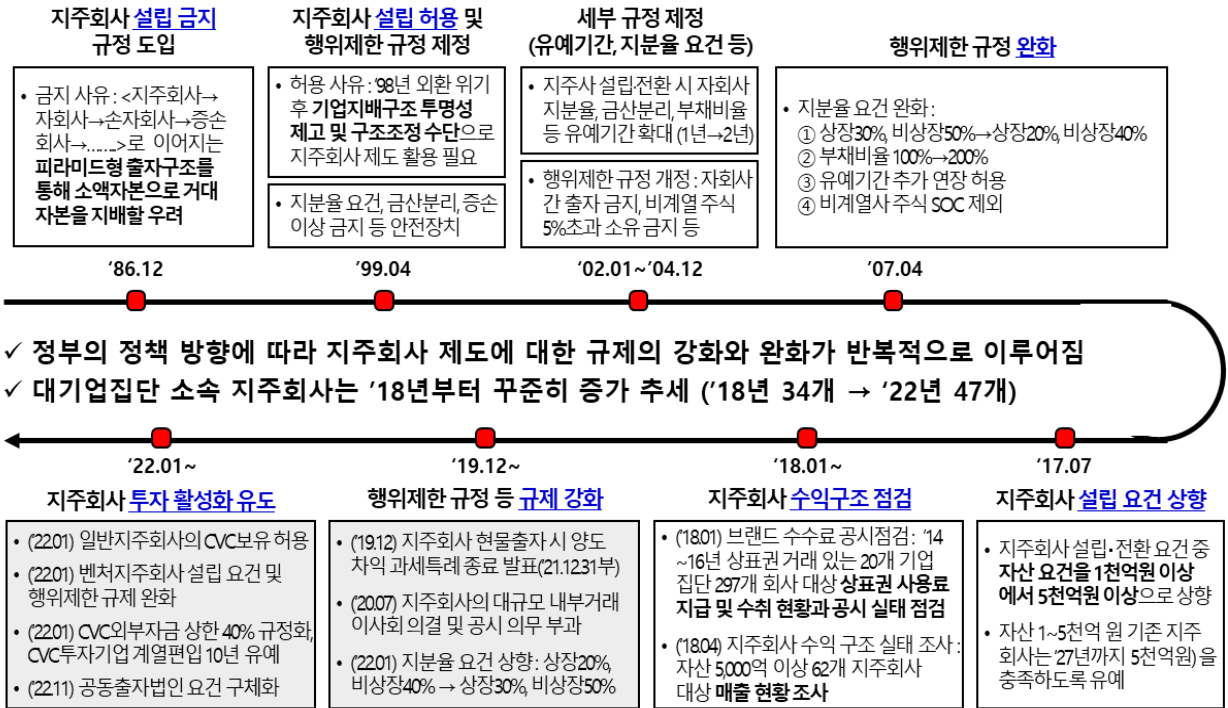 지주회사 설립 금지
규정 도입
• 금지 사유 : <지주회사→
자회사→손자회사→증손
회사→……>로 이어지는
피라미드형 출자구조를
통해 소액자본으로 거대
자본을 지배할 우려
’86.12
지주회사 설립 허용 및
행위제한 규정 제정
• 허용 사유 : ’98년 외환 위기
후 기업지배구조 투명성
제고 및 구조조정 수단으로
지주회사 제도 활용 필요
• 지분율 요건, 금산분리, 증손
이상 금지 등 안전장치
’99.04
세부 규정 제정
(유예기간, 지분율 요건 등)
• 지주사 설립·전환 시 자회사
지분율, 금산분리, 부채비율
등 유예기간 확대 (1년→2년)
• 행위제한 규정 개정 : 자회사
간 출자 금지, 비계열 주식
5%초과 소유 금지 등
’02.01~’04.12
행위제한 규정 완화
• 지분율 요건 완화 :
① 상장30%, 비상장50%→상장20%, 비상장40%
② 부채비율 100%→200%
③ 유예기간 추가 연장 허용
④ 비계열사 주식 SOC 제외
’07.04
✓ 정부의 정책 방향에 따라 지주회사 제도에 대한 규제의 강화와 완화가 반복적으로 이루어짐
✓ 대기업집단 소속 지주회사는 ’18년부터 꾸준히 증가 추세 (’18년 34개 → ‘22년 47개)
‘22.01~
지주회사 투자 활성화 유도
• (’22.01) 일반지주회사의 CVC보유 허용
• (’22.01) 벤처지주회사 설립 요건 및
행위제한 규제 완화
• (’22.01) CVC외부자금 상한 40% 규정화,
CVC투자기업 계열편입 10년 유예
• (’22.11) 공동출자법인 요건 구체화
‘19.12~
행위제한 규정 등 규제 강화
• (’19.12) 지주회사 현물출자 시 양도
차익 과세특례 종료 발표(’21.12.31부)
• (’20.07) 지주회사의 대규모 내부거래
이사회 의결 및 공시 의무 부과
• (’22.01) 지분율 요건 상향 : 상장20%,
비상장40% → 상장30%, 비상장50%
‘18.01~
지주회사 수익구조 점검
• (’18.01) 브랜드 수수료 공시점검 : ’14
~16년 상표권 거래 있는 20개 기업
집단 297개 회사 대상 상표권 사용료
지급 및 수취 현황과 공시 실태 점검
• (’18.04) 지주회사 수익 구조 실태 조사 :
자산 5,000억 이상 62개 지주회사
대상 매출 현황 조사
‘17.07
지주회사 설립 요건 상향
• 지주회사 설립·전환 요건 중
자산 요건을 1천억원 이상
에서 5천억원 이상으로 상향
• 자산 1~5천억 원 기존 지주
회사는 ’27년까지 5천억원) 을
충족하도록 유예